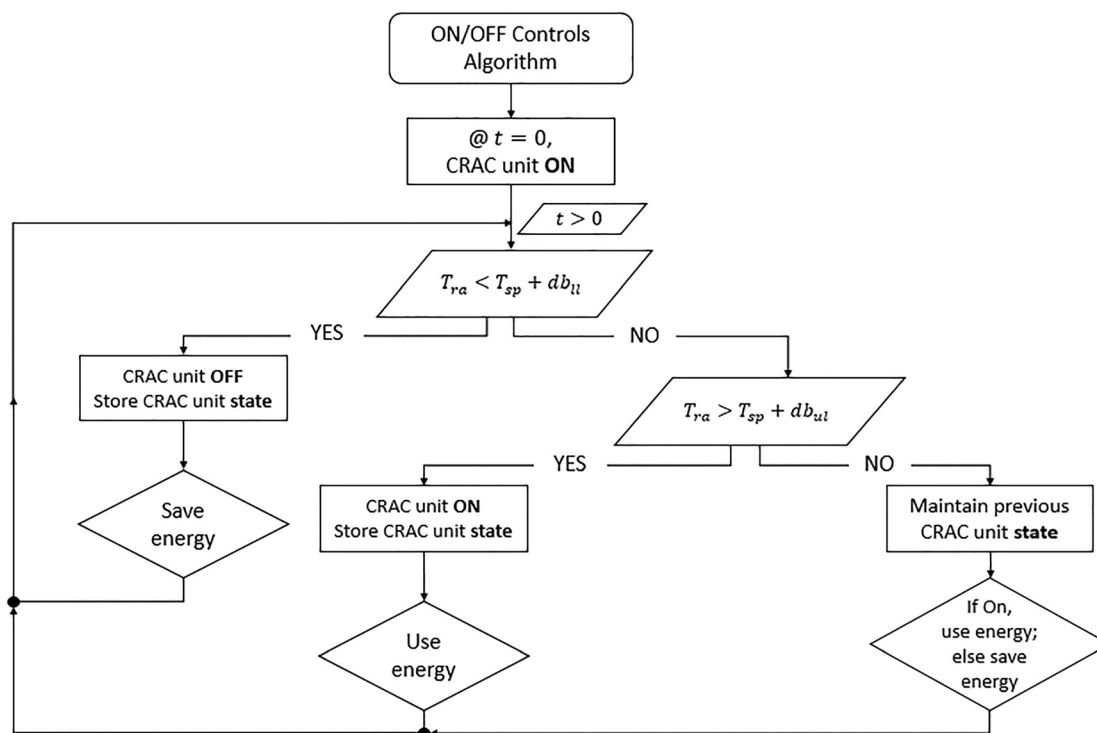 ON/OFF Controls
Algorithm
@ t = 0,
CRAC unit ON
t > 0
T_ra < T_sp + db_ll
YES
NO
CRAC unit OFF
Store CRAC unit state
T_ra > T_sp + db_ul
YES
NO
Save
energy
CRAC unit ON
Store CRAC unit state
Maintain previous
CRAC unit state
Use
energy
If On,
use energy;
else save
energy